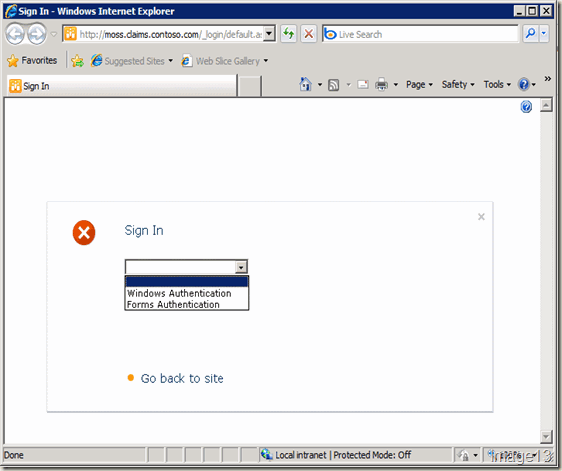 Sign In - Windows Internet Explorer
http://moss.claims.contoso.com/_login/default.as
Live Search
Favorites
Suggested Sites
Web Slice Gallery
Sign In
Page
Safety
Tools
Sign In
Windows Authentication
Forms Authentication
Go back to site
Done
Local intranet | Protected Mode: Off
image13